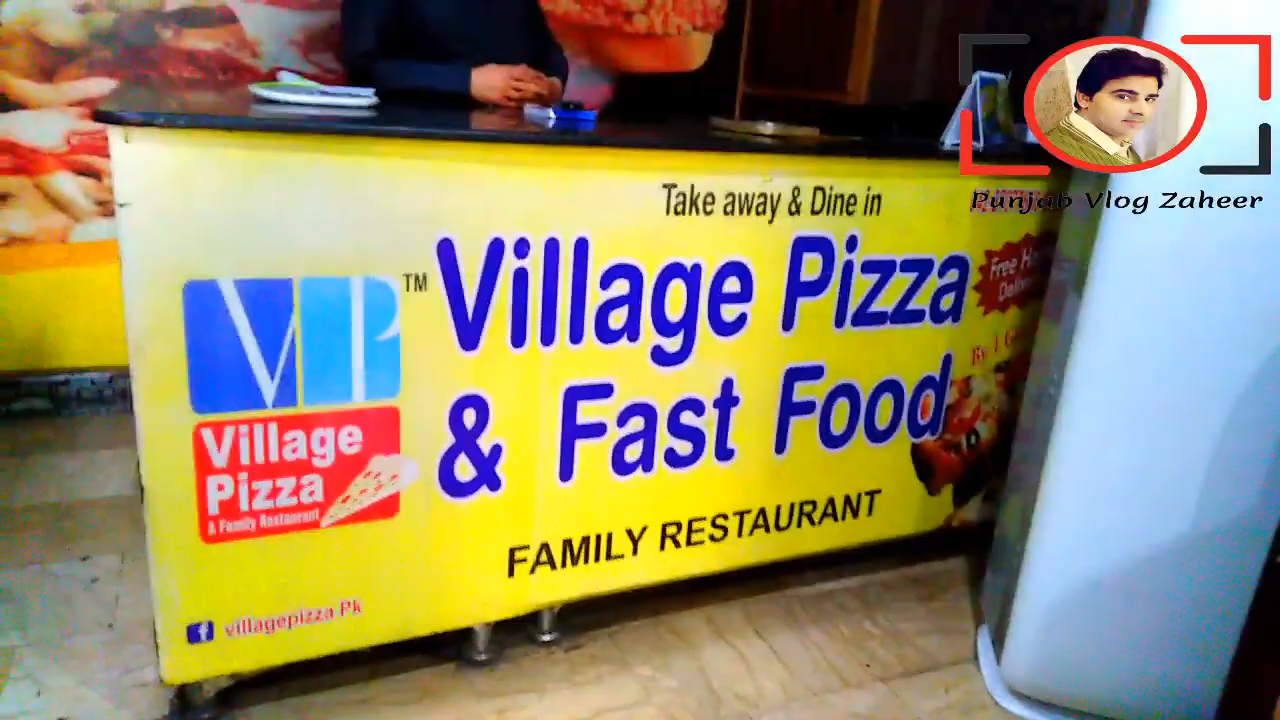 Punjab Vlog Zaheer
Take away & Dine in
Village Pizza
& Fast Food
FAMILY RESTAURANT
VP
TM
Village
Pizza
& Family Restaurant
villagepizza.Pk
Free